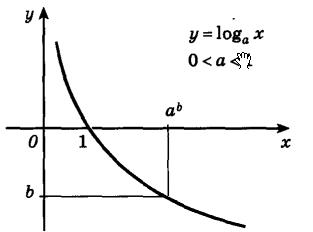 y
y = logₐ x
0 < a <
aᵇ
0
1
x
b